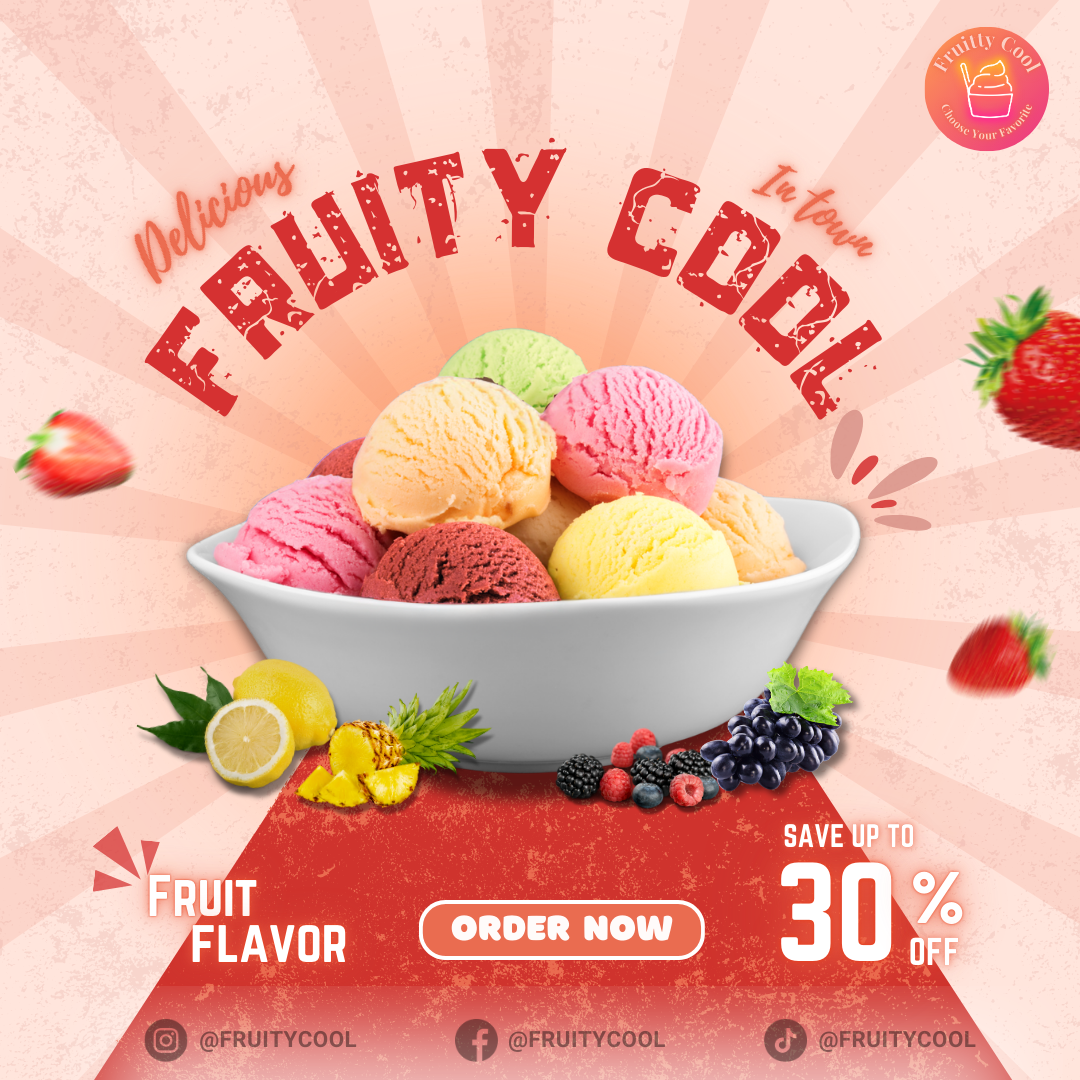 Fruitty Cool
Choose Your Favorite
Delicious
In town
FRUITY COOL
SAVE UP TO
30%
OFF
FRUIT
FLAVOR
ORDER NOW
@FRUITYCOOL
@FRUITYCOOL
@FRUITYCOOL